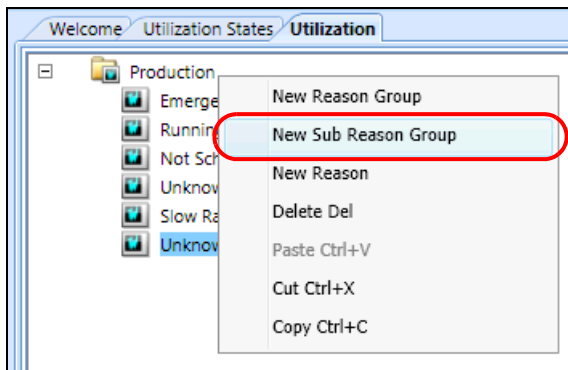 Welcome Utilization States Utilization
Production
New Reason Group
New Sub Reason Group
New Reason
Delete Del
Paste Ctrl+V
Cut Ctrl+X
Copy Ctrl+C
Emerge
Runnin
Not Sch
Unknow
Slow Ra
Unknow